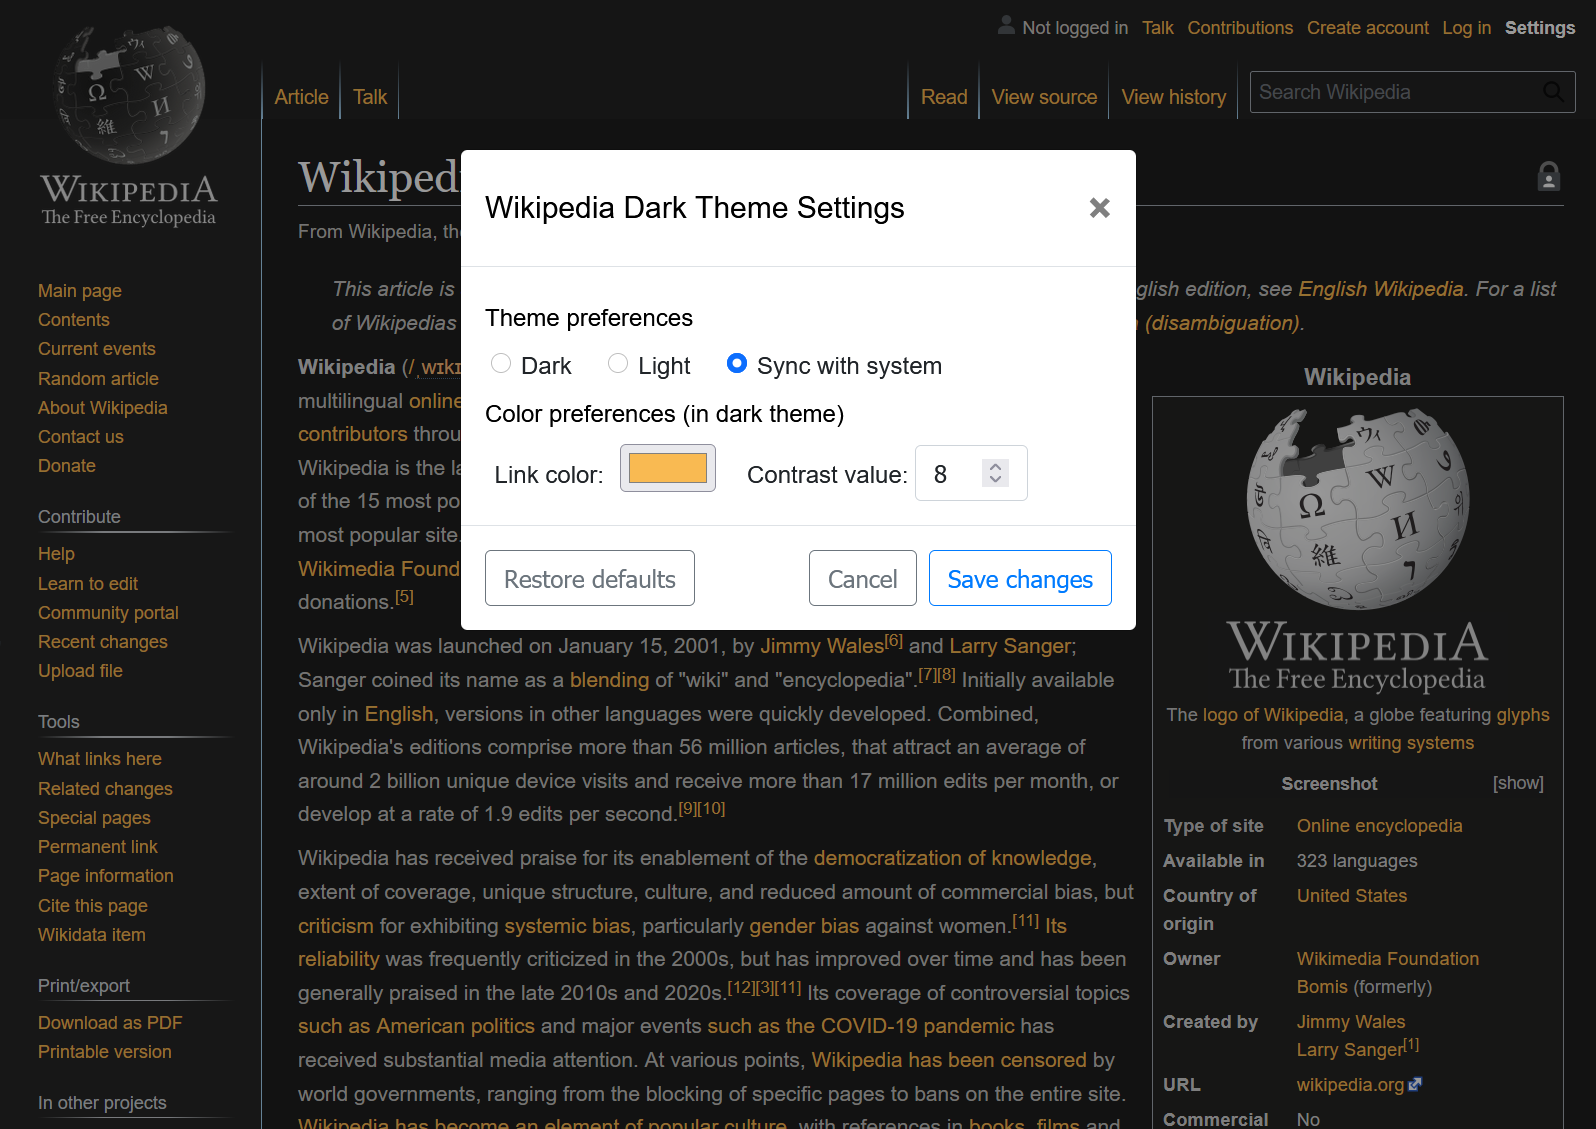 Not logged in Talk Contributions Create account Log in Settings
Article Talk Read View source View history Search Wikipedia
WIKIPEDIA
The Free Encyclopedia
Main page
Contents
Current events
Random article
About Wikipedia
Contact us
Donate
Contribute
Help
Learn to edit
Community portal
Recent changes
Upload file
Tools
What links here
Related changes
Special pages
Permanent link
Page information
Cite this page
Wikidata item
Print/export
Download as PDF
Printable version
In other projects
Wikipedia Dark Theme Settings
×
Theme preferences
Dark Light Sync with system
Color preferences (in dark theme)
Link color: Contrast value: 8
Restore defaults Cancel Save changes
From Wikipedia,
This article is glish edition, see English Wikipedia. For a list
of Wikipedias (disambiguation).
Wikipedia (/ˌwɪkɪ
multilingual online
contributors
Wikipedia is the
of the 15 most
most popular site.
Wikimedia
donations.[5]
Wikipedia was launched on January 15, 2001, by Jimmy Wales[6] and Larry Sanger;
Sanger coined its name as a blending of "wiki" and "encyclopedia".[7][8] Initially available
only in English, versions in other languages were quickly developed. Combined,
Wikipedia's editions comprise more than 56 million articles, that attract an average of
around 2 billion unique device visits and receive more than 17 million edits per month, or
develop at a rate of 1.9 edits per second.[9][10]
Wikipedia has received praise for its enablement of the democratization of knowledge,
extent of coverage, unique structure, culture, and reduced amount of commercial bias, but
criticism for exhibiting systemic bias, particularly gender bias against women.[11] Its
reliability was frequently criticized in the 2000s, but has improved over time and has been
generally praised in the late 2010s and 2020s.[12][3][11] Its coverage of controversial topics
such as American politics and major events such as the COVID-19 pandemic has
received substantial media attention. At various points, Wikipedia has been censored by
world governments, ranging from the blocking of specific pages to bans on the entire site.
Wikipedia has become an element of popular culture, with references in books, films and
Wikipedia
Ω W И 維 ウィ
WIKIPEDIA
The Free Encyclopedia
The logo of Wikipedia, a globe featuring glyphs
from various writing systems
Screenshot [show]
Type of site Online encyclopedia
Available in 323 languages
Country of United States
origin
Owner Wikimedia Foundation
Bomis (formerly)
Created by Jimmy Wales
Larry Sanger[1]
URL wikipedia.org
Commercial No